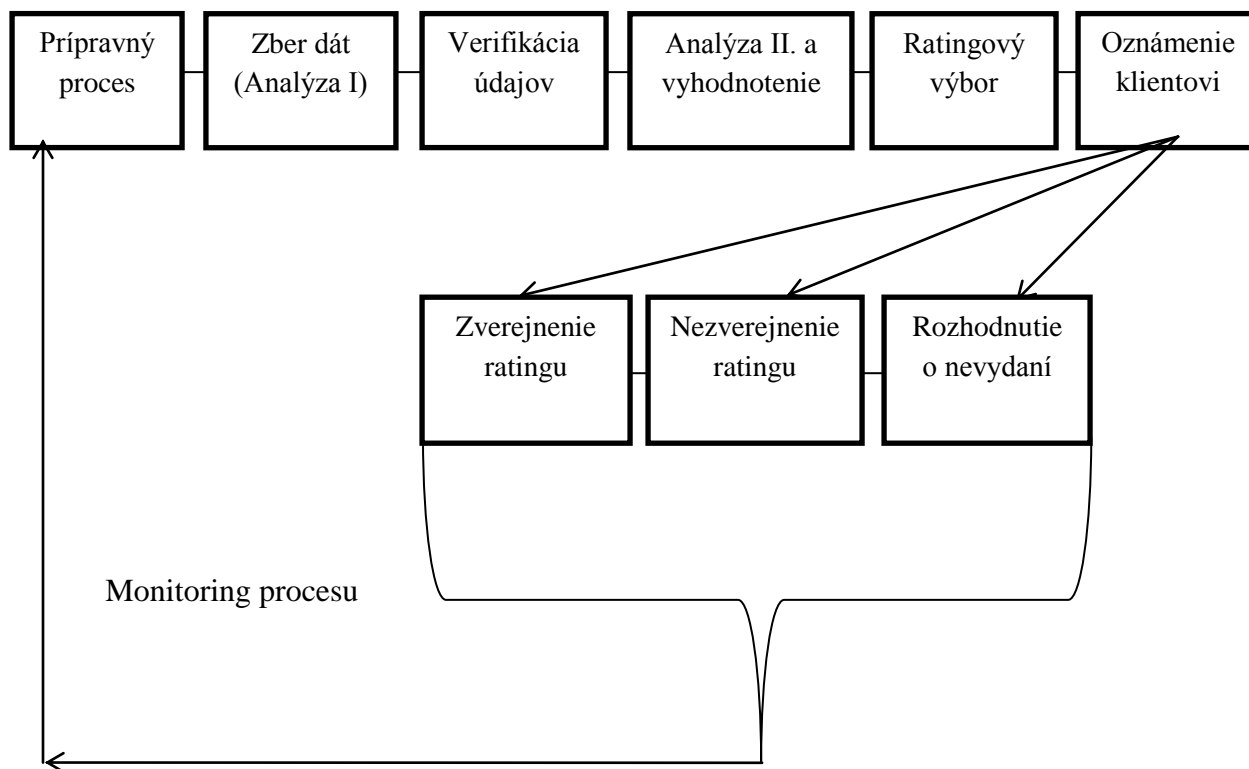 Prípravný
proces
Zber dát
(Analýza I)
Verifikácia
údajov
Analýza II. a
vyhodnotenie
Ratingový
výbor
Oznámenie
klientovi
Zverejnenie
ratingu
Nezverejnenie
ratingu
Rozhodnutie
o nevydaní
Monitoring procesu